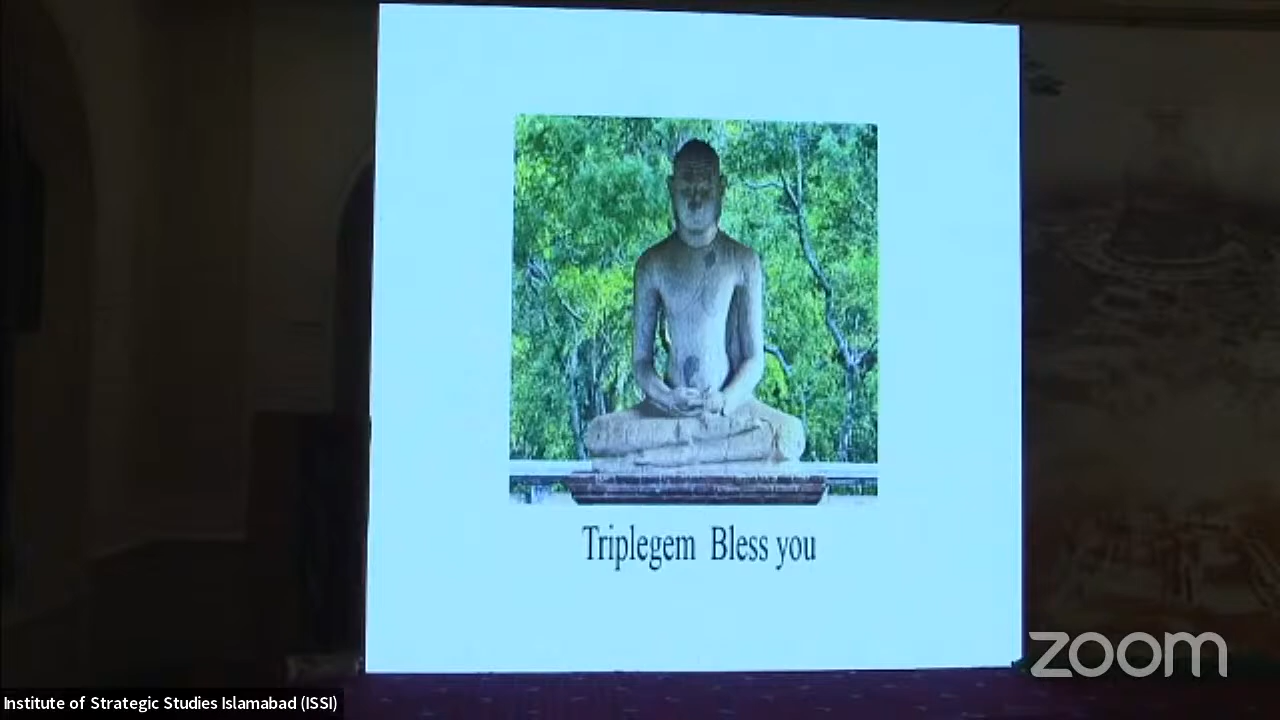 Triplegem Bless you
zoom
Institute of Strategic Studies Islamabad (ISSI)